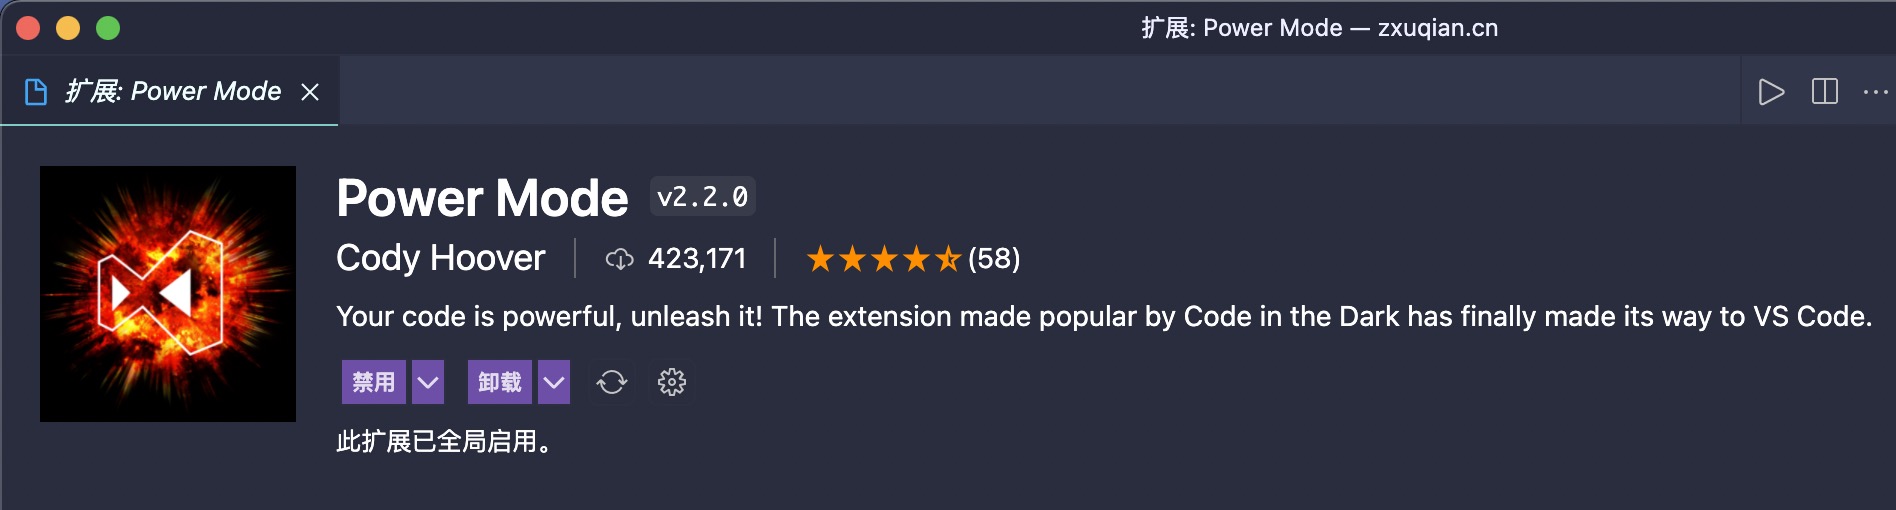 扩展: Power Mode — zxuqian.cn
扩展: Power Mode
Power Mode v2.2.0
Cody Hoover 423,171 (58)
Your code is powerful, unleash it! The extension made popular by Code in the Dark has finally made its way to VS Code.
禁用 卸载
此扩展已全局启用。